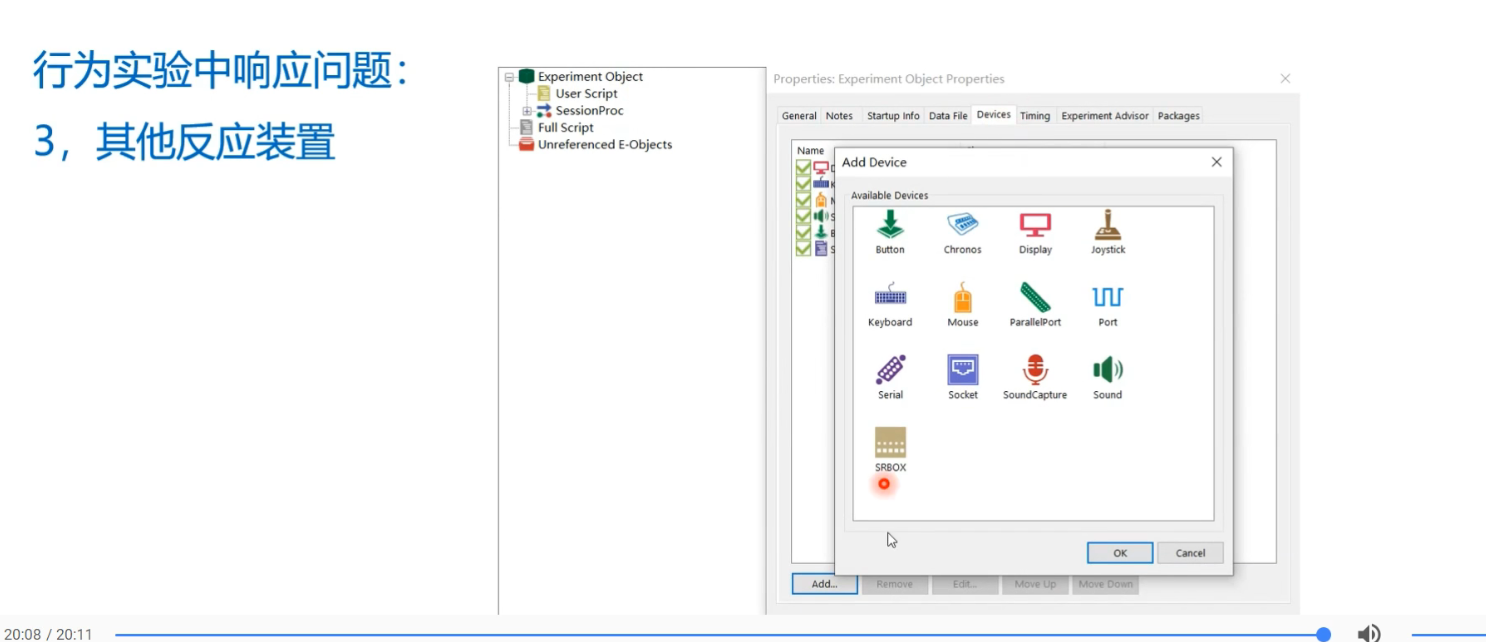 行为实验中响应问题：
3，其他反应装置
Experiment Object
User Script
SessionProc
Full Script
Unreferenced E-Objects
Properties: Experiment Object Properties
General Notes Startup Info Data File Devices Timing Experiment Advisor Packages
Name
Add Device
Available Devices
Button Chronos Display Joystick
Keyboard Mouse ParallelPort Port
Serial Socket SoundCapture Sound
SRBOX
OK Cancel
Add... Remove Edit... Move Up Move Down
20:08 / 20:11